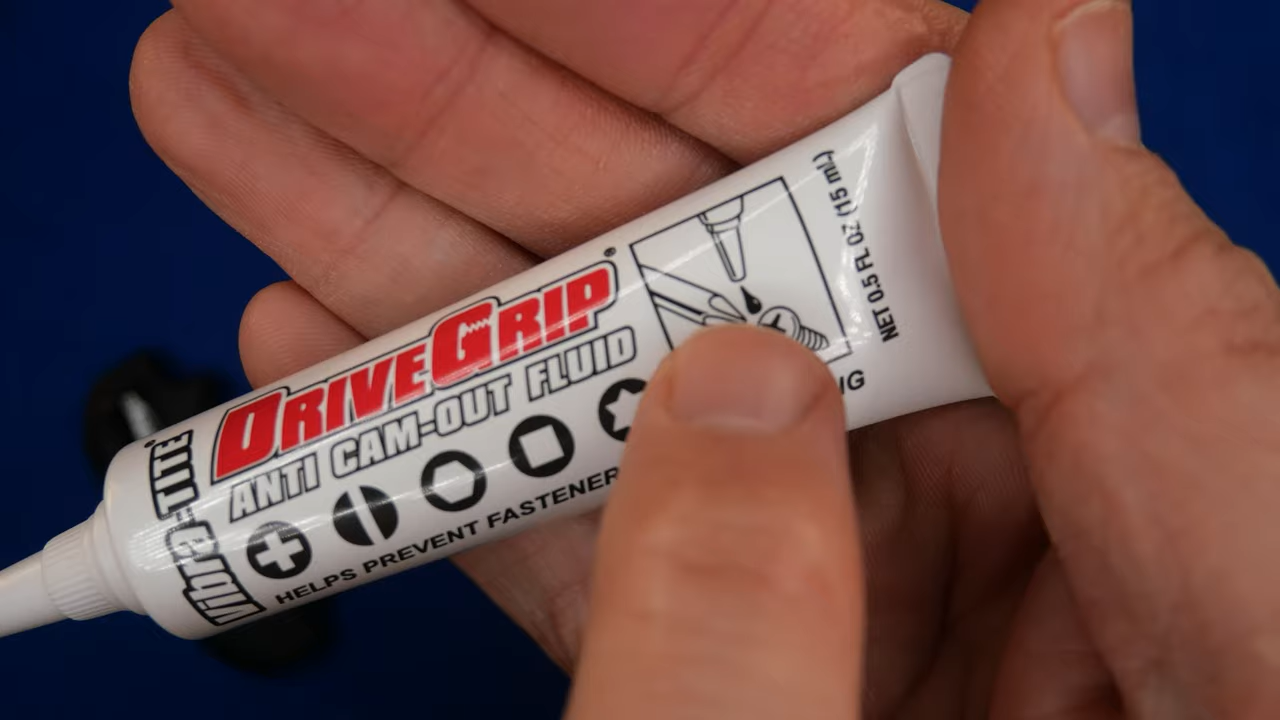 Vibra-TITE®
DRIVEGRIP®
ANTI CAM-OUT FLUID
HELPS PREVENT FASTENER
NET 0.5 FL OZ (15 mL)